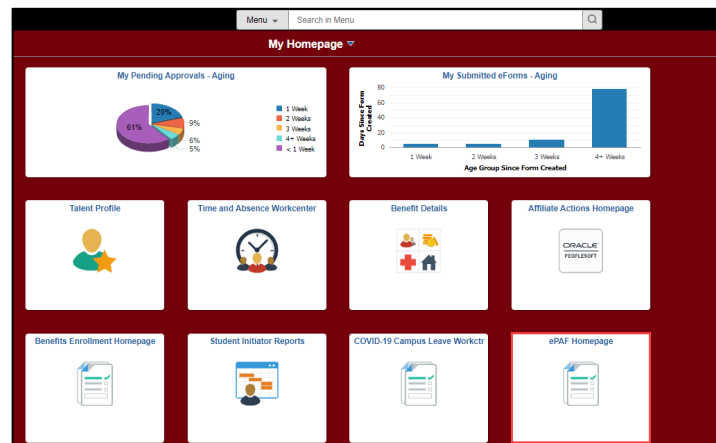 Menu
Search in Menu
My Homepage
My Pending Approvals - Aging
20%
9%
6%
5%
61%
1 Week
2 Weeks
3 Weeks
4+ Weeks
< 1 Week
My Submitted eForms - Aging
Days Since Form
Created
80
60
40
20
0
1 Week
2 Weeks
3 Weeks
4+ Weeks
Age Group Since Form Created
Talent Profile
Time and Absence Workcenter
Benefit Details
Affiliate Actions Homepage
ORACLE
PEOPLESOFT
Benefits Enrollment Homepage
Student Initiator Reports
COVID-19 Campus Leave Workctr
ePAF Homepage